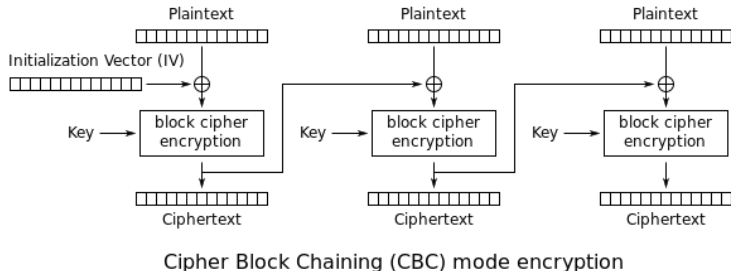 Plaintext
Plaintext
Plaintext
Initialization Vector (IV)
Key
block cipher
encryption
Key
block cipher
encryption
Key
block cipher
encryption
Ciphertext
Ciphertext
Ciphertext
Cipher Block Chaining (CBC) mode encryption